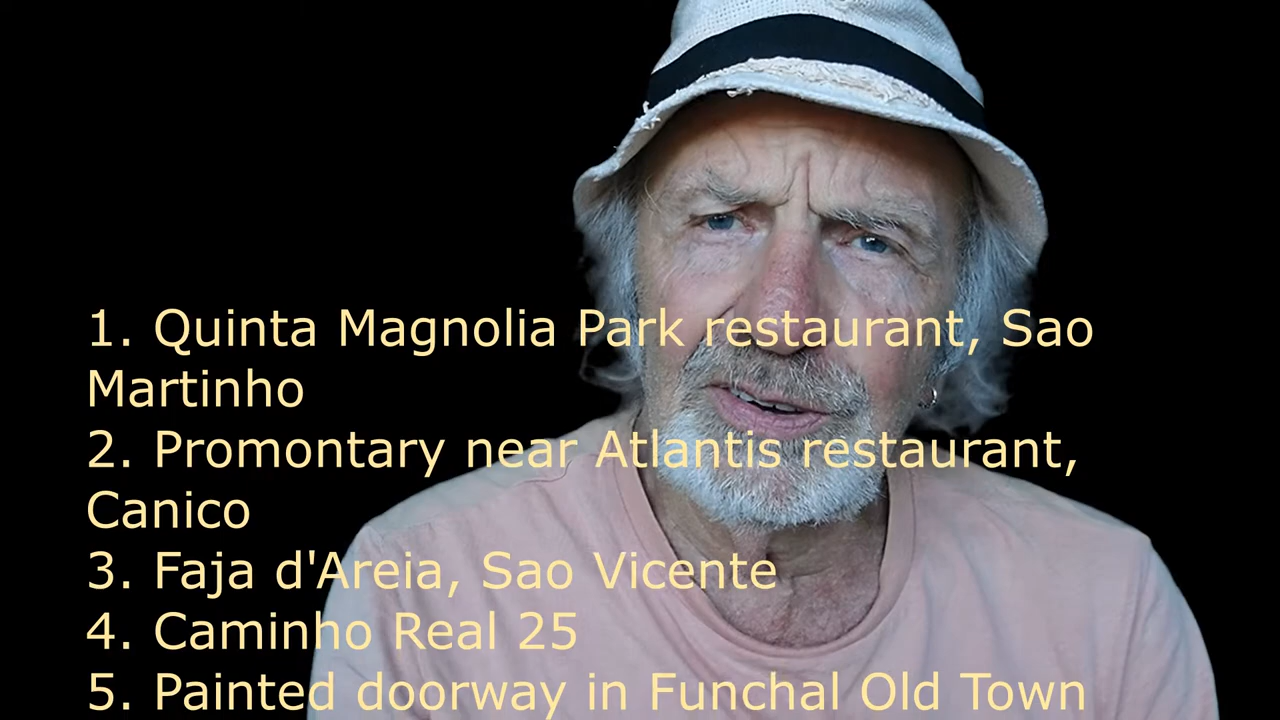 1. Quinta Magnolia Park restaurant, Sao
Martinho
2. Promontary near Atlantis restaurant,
Canico
3. Faja d'Areia, Sao Vicente
4. Caminho Real 25
5. Painted doorway in Funchal Old Town